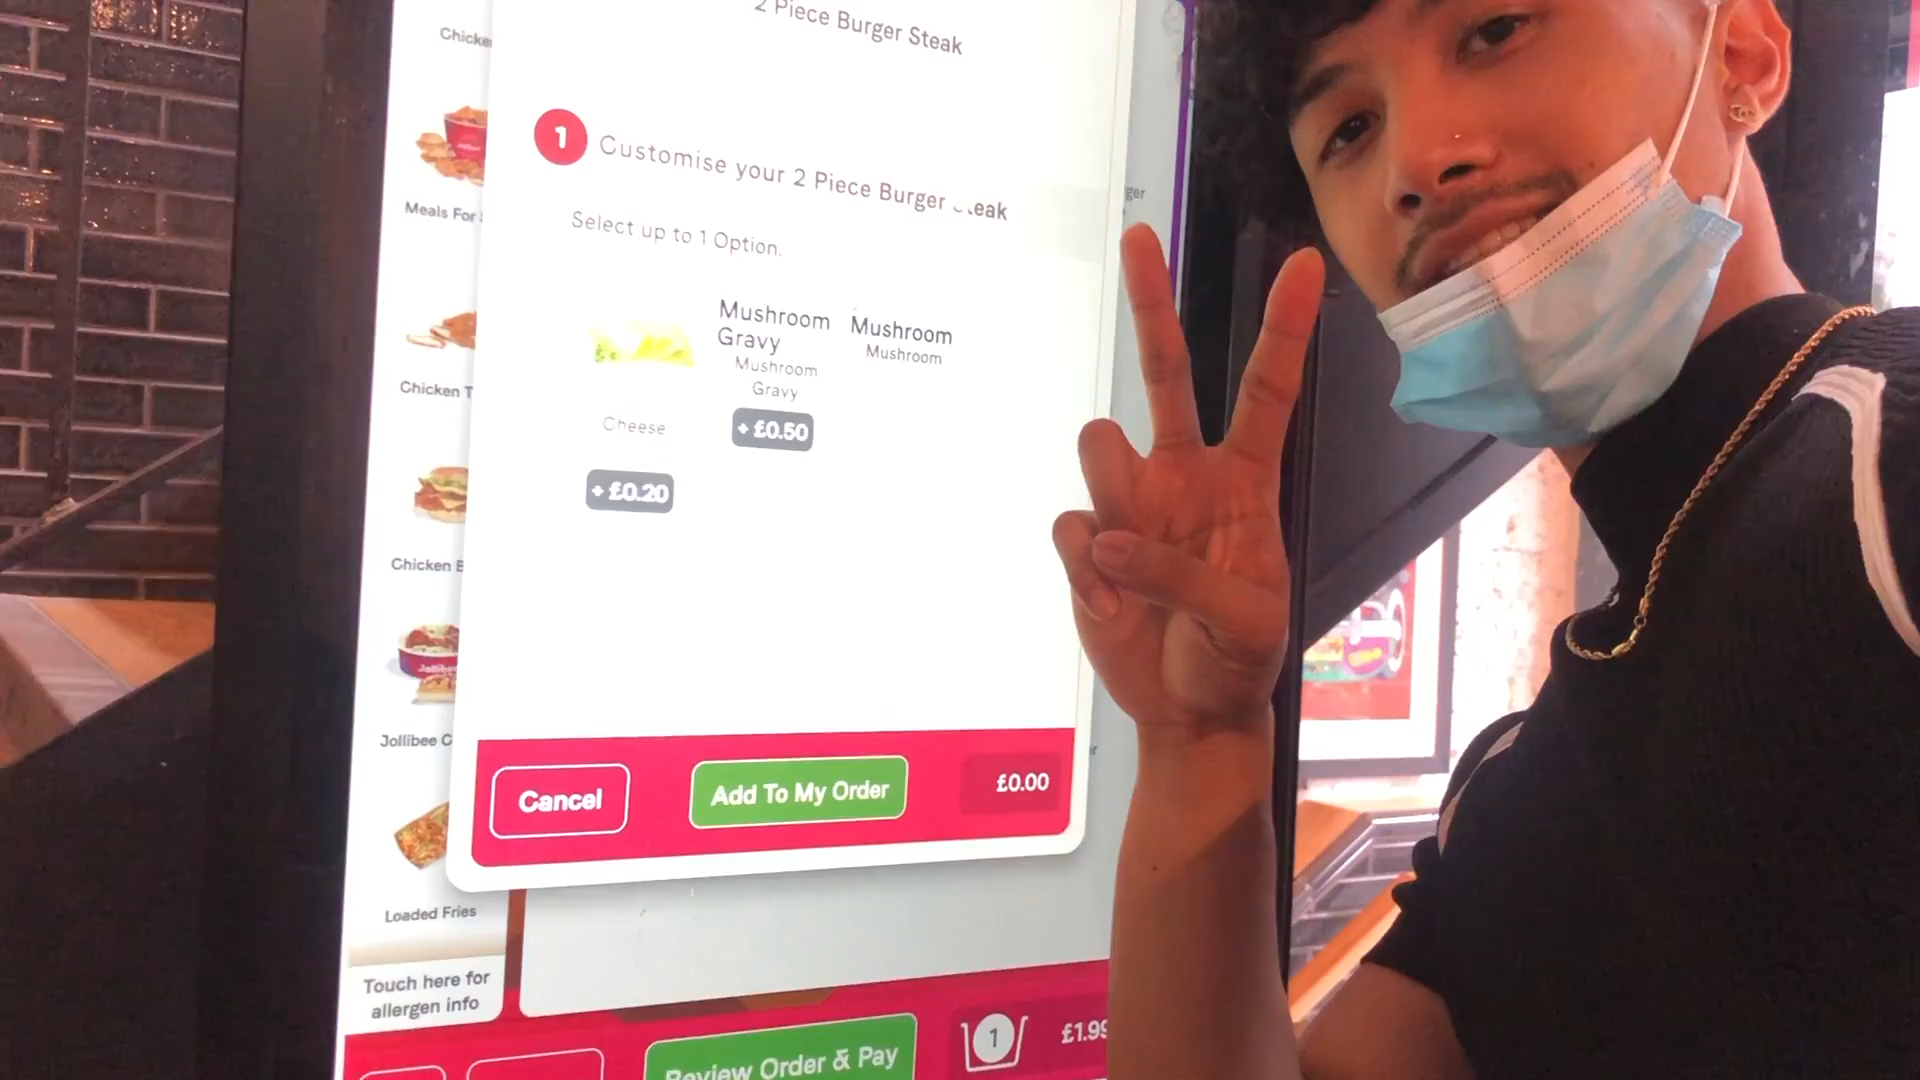 2 Piece Burger Steak
1
Customise your 2 Piece Burger
Select up to 1 Option.
Cheese
+ £0.20
Mushroom
Gravy
Mushroom
Gravy
+ £0.50
Mushroom
Mushroom
Cancel
Add To My Order
£0.00
Meals For
Chicken
Chicken
Jollibee
Loaded Fries
Touch here for
allergen info
Review Order & Pay
1